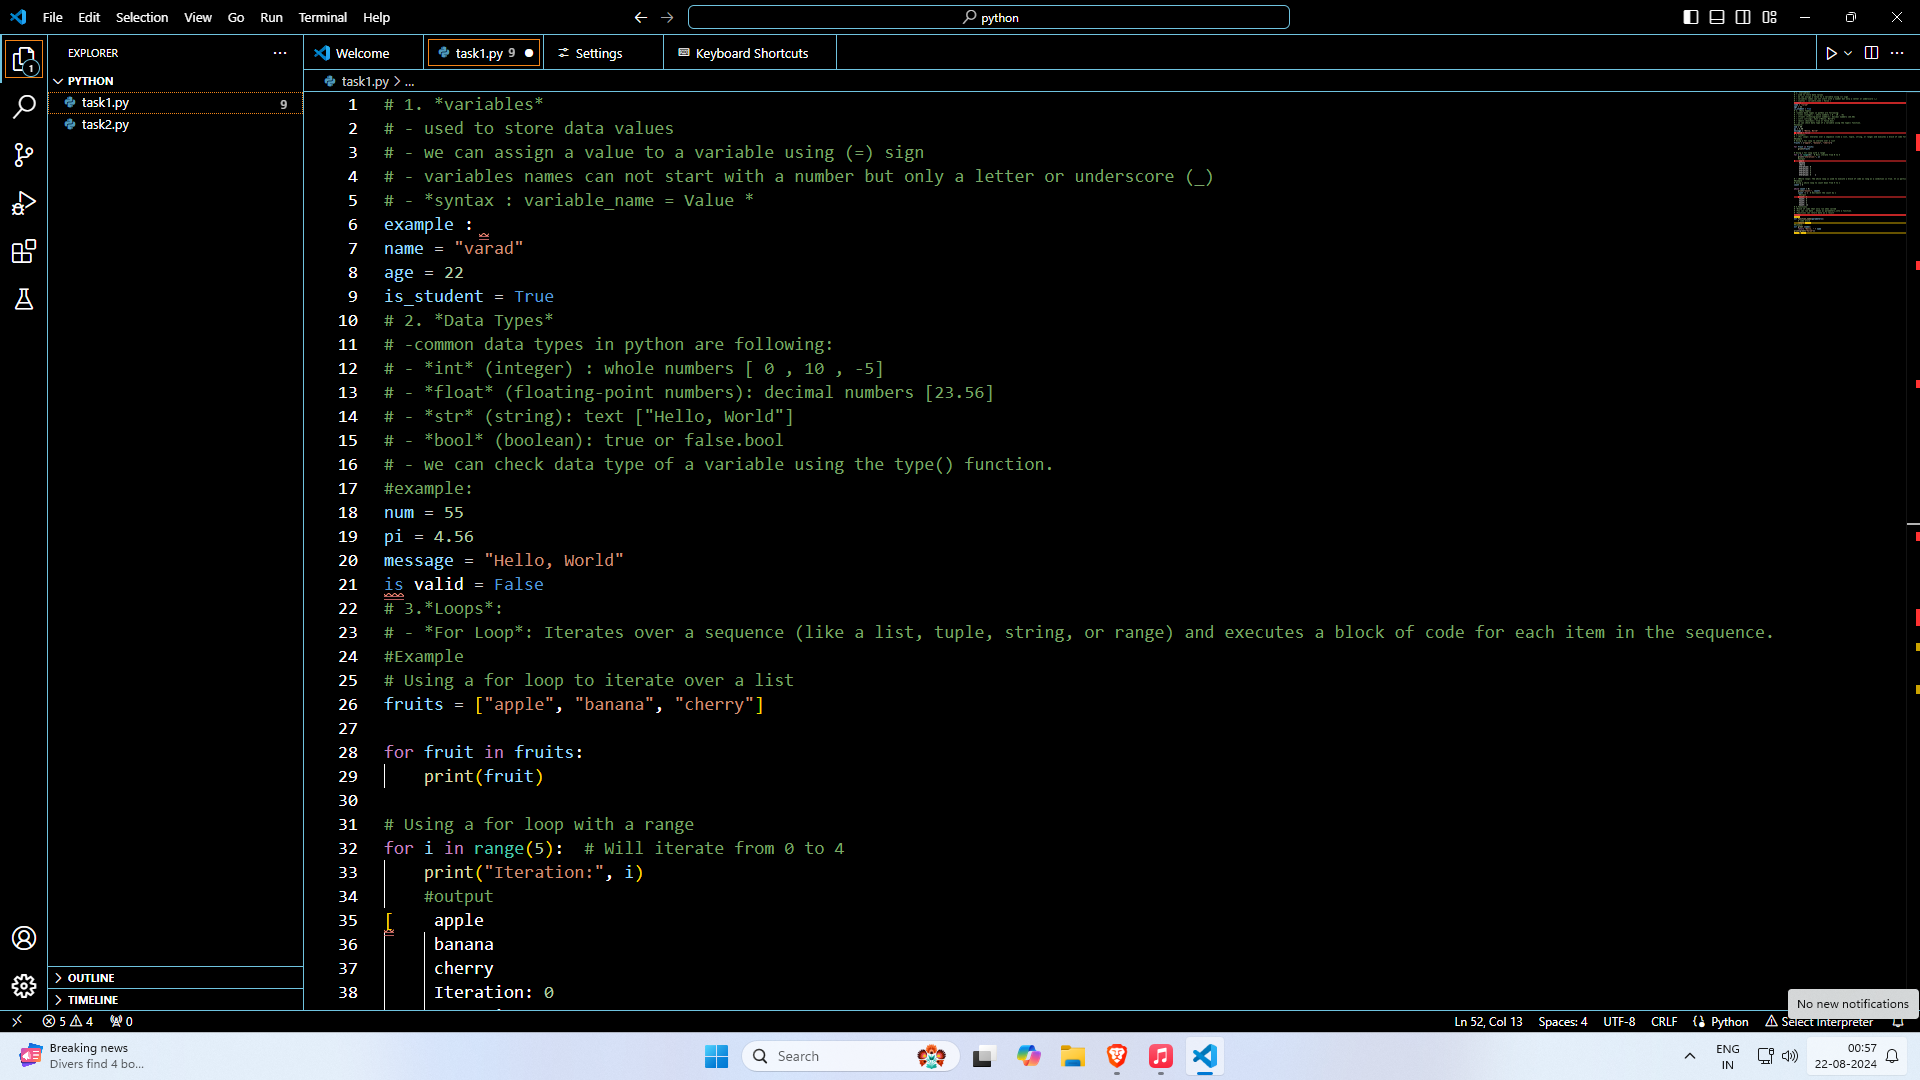 File Edit Selection View Go Run Terminal Help
python
EXPLORER
Welcome
task1.py 9
Settings
Keyboard Shortcuts
PYTHON
task1.py 9
task2.py
task1.py > ...
1 # 1. *variables*
2 # - used to store data values
3 # - we can assign a value to a variable using (=) sign
4 # - variables names can not start with a number but only a letter or underscore (_)
5 # - *syntax : variable_name = Value *
6 example :
7 name = "varad"
8 age = 22
9 is_student = True
10 # 2. *Data Types*
11 # -common data types in python are following:
12 # - *int* (integer) : whole numbers [ 0 , 10 , -5]
13 # - *float* (floating-point numbers): decimal numbers [23.56]
14 # - *str* (string): text ["Hello, World"]
15 # - *bool* (boolean): true or false.bool
16 # - we can check data type of a variable using the type() function.
17 #example:
18 num = 55
19 pi = 4.56
20 message = "Hello, World"
21 is valid = False
22 # 3.*Loops*:
23 # - *For Loop*: Iterates over a sequence (like a list, tuple, string, or range) and executes a block of code for each item in the sequence.
24 #Example
25 # Using a for loop to iterate over a list
26 fruits = ["apple", "banana", "cherry"]
27
28 for fruit in fruits:
29 print(fruit)
30
31 # Using a for loop with a range
32 for i in range(5):  # Will iterate from 0 to 4
33 print("Iteration:", i)
34 #output
35 [ apple
36 banana
37 cherry
38 Iteration: 0
OUTLINE
TIMELINE
No new notifications
5 4 0
Ln 52, Col 13 Spaces: 4 UTF-8 CRLF Python Select Interpreter
Breaking news
Divers find 4 bo...
Search
ENG
IN
00:57
22-08-2024